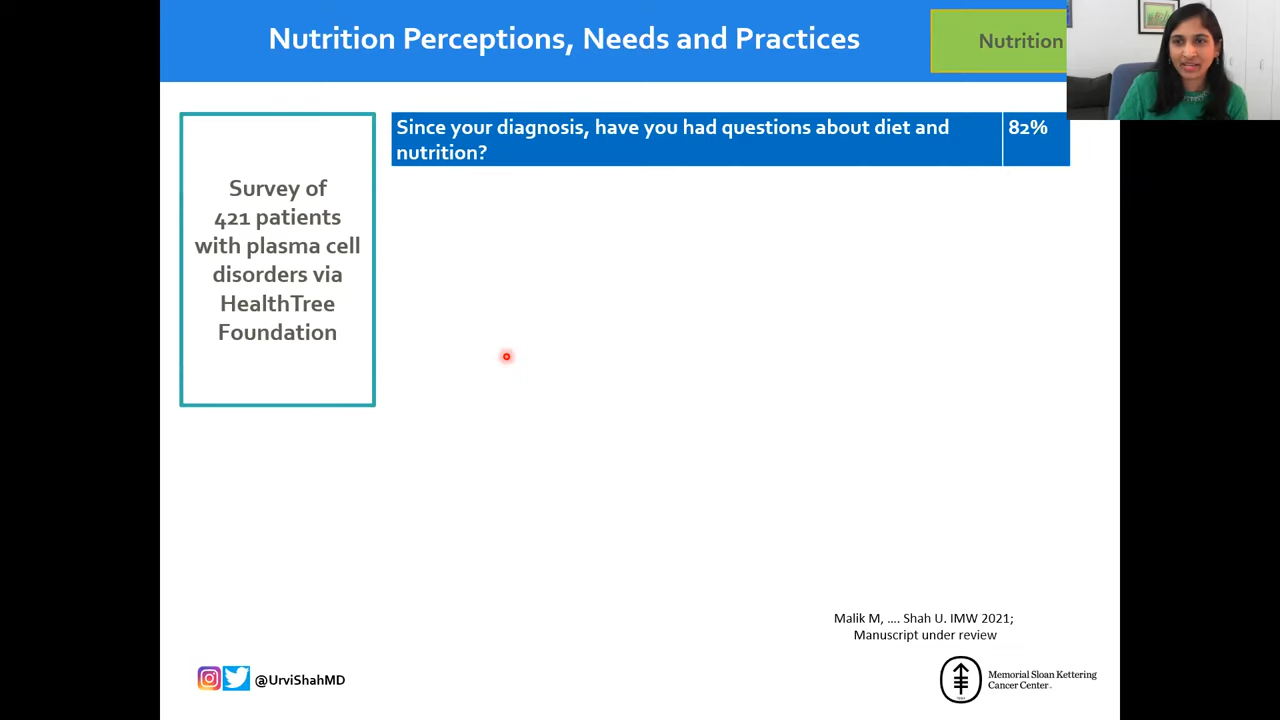 Nutrition Perceptions, Needs and Practices
Nutrition
Since your diagnosis, have you had questions about diet and
nutrition?
82%
Survey of
421 patients
with plasma cell
disorders via
HealthTree
Foundation
Malik M, .... Shah U. IMW 2021;
Manuscript under review
@UrviShahMD
Memorial Sloan Kettering
Cancer Center